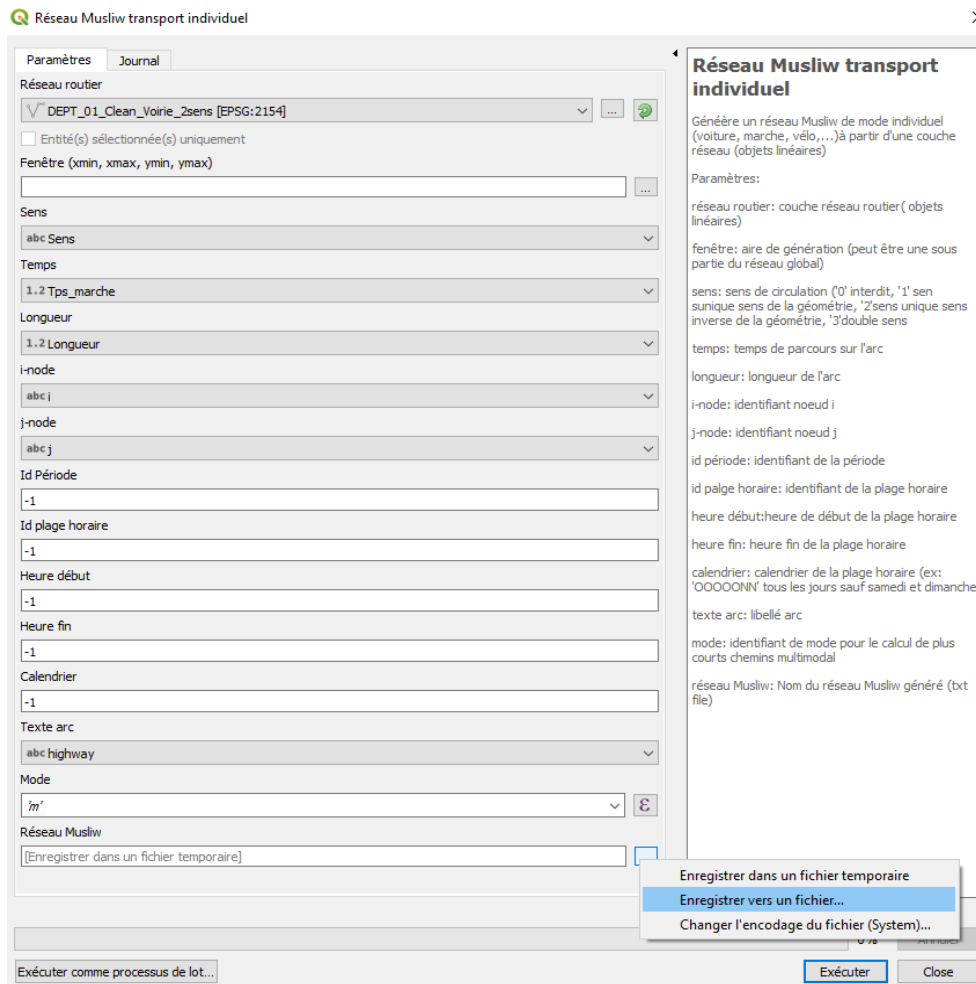 Réseau Musliw transport individuel
Paramètres
Journal
Réseau routier
DEPT_01_Clean_Voirie_2sens [EPSG:2154]
...
Entité(s) sélectionnée(s) uniquement
Fenêtre (xmin, xmax, ymin, ymax)
...
Sens
abc Sens
Temps
1.2 Tps_marche
Longueur
1.2 Longueur
i-node
abc i
j-node
abc j
Id Période
-1
Id plage horaire
-1
Heure début
-1
Heure fin
-1
Calendrier
-1
Texte arc
abc highway
Mode
'm'
ε
Réseau Musliw
[Enregistrer dans un fichier temporaire]
Enregistrer dans un fichier temporaire
Enregistrer vers un fichier...
Changer l'encodage du fichier (System)...
0%
Annuler
Exécuter comme processus de lot...
Exécuter
Close
Réseau Musliw transport
individuel
Généère un réseau Musliw de mode individuel
(voiture, marche, vélo,...)à partir d'une couche
réseau (objets linéaires)
Paramètres:
réseau routier: couche réseau routier( objets
linéaires)
fenêtre: aire de génération (peut être une sous
partie du réseau global)
sens: sens de circulation ('0' interdit, '1' sen
sunique sens de la géométrie, '2'sens unique sens
inverse de la géométrie, '3'double sens
temps: temps de parcours sur l'arc
longueur: longueur de l'arc
i-node: identifiant noeud i
j-node: identifiant noeud j
id période: identifiant de la période
id palge horaire: identifiant de la plage horaire
heure début:heure de début de la plage horaire
heure fin: heure fin de la plage horaire
calendrier: calendrier de la plage horaire (ex:
'OOOOONN' tous les jours sauf samedi et dimanche
texte arc: libellé arc
mode: identifiant de mode pour le calcul de plus
courts chemins multimodal
réseau Musliw: Nom du réseau Musliw généré (txt
file)